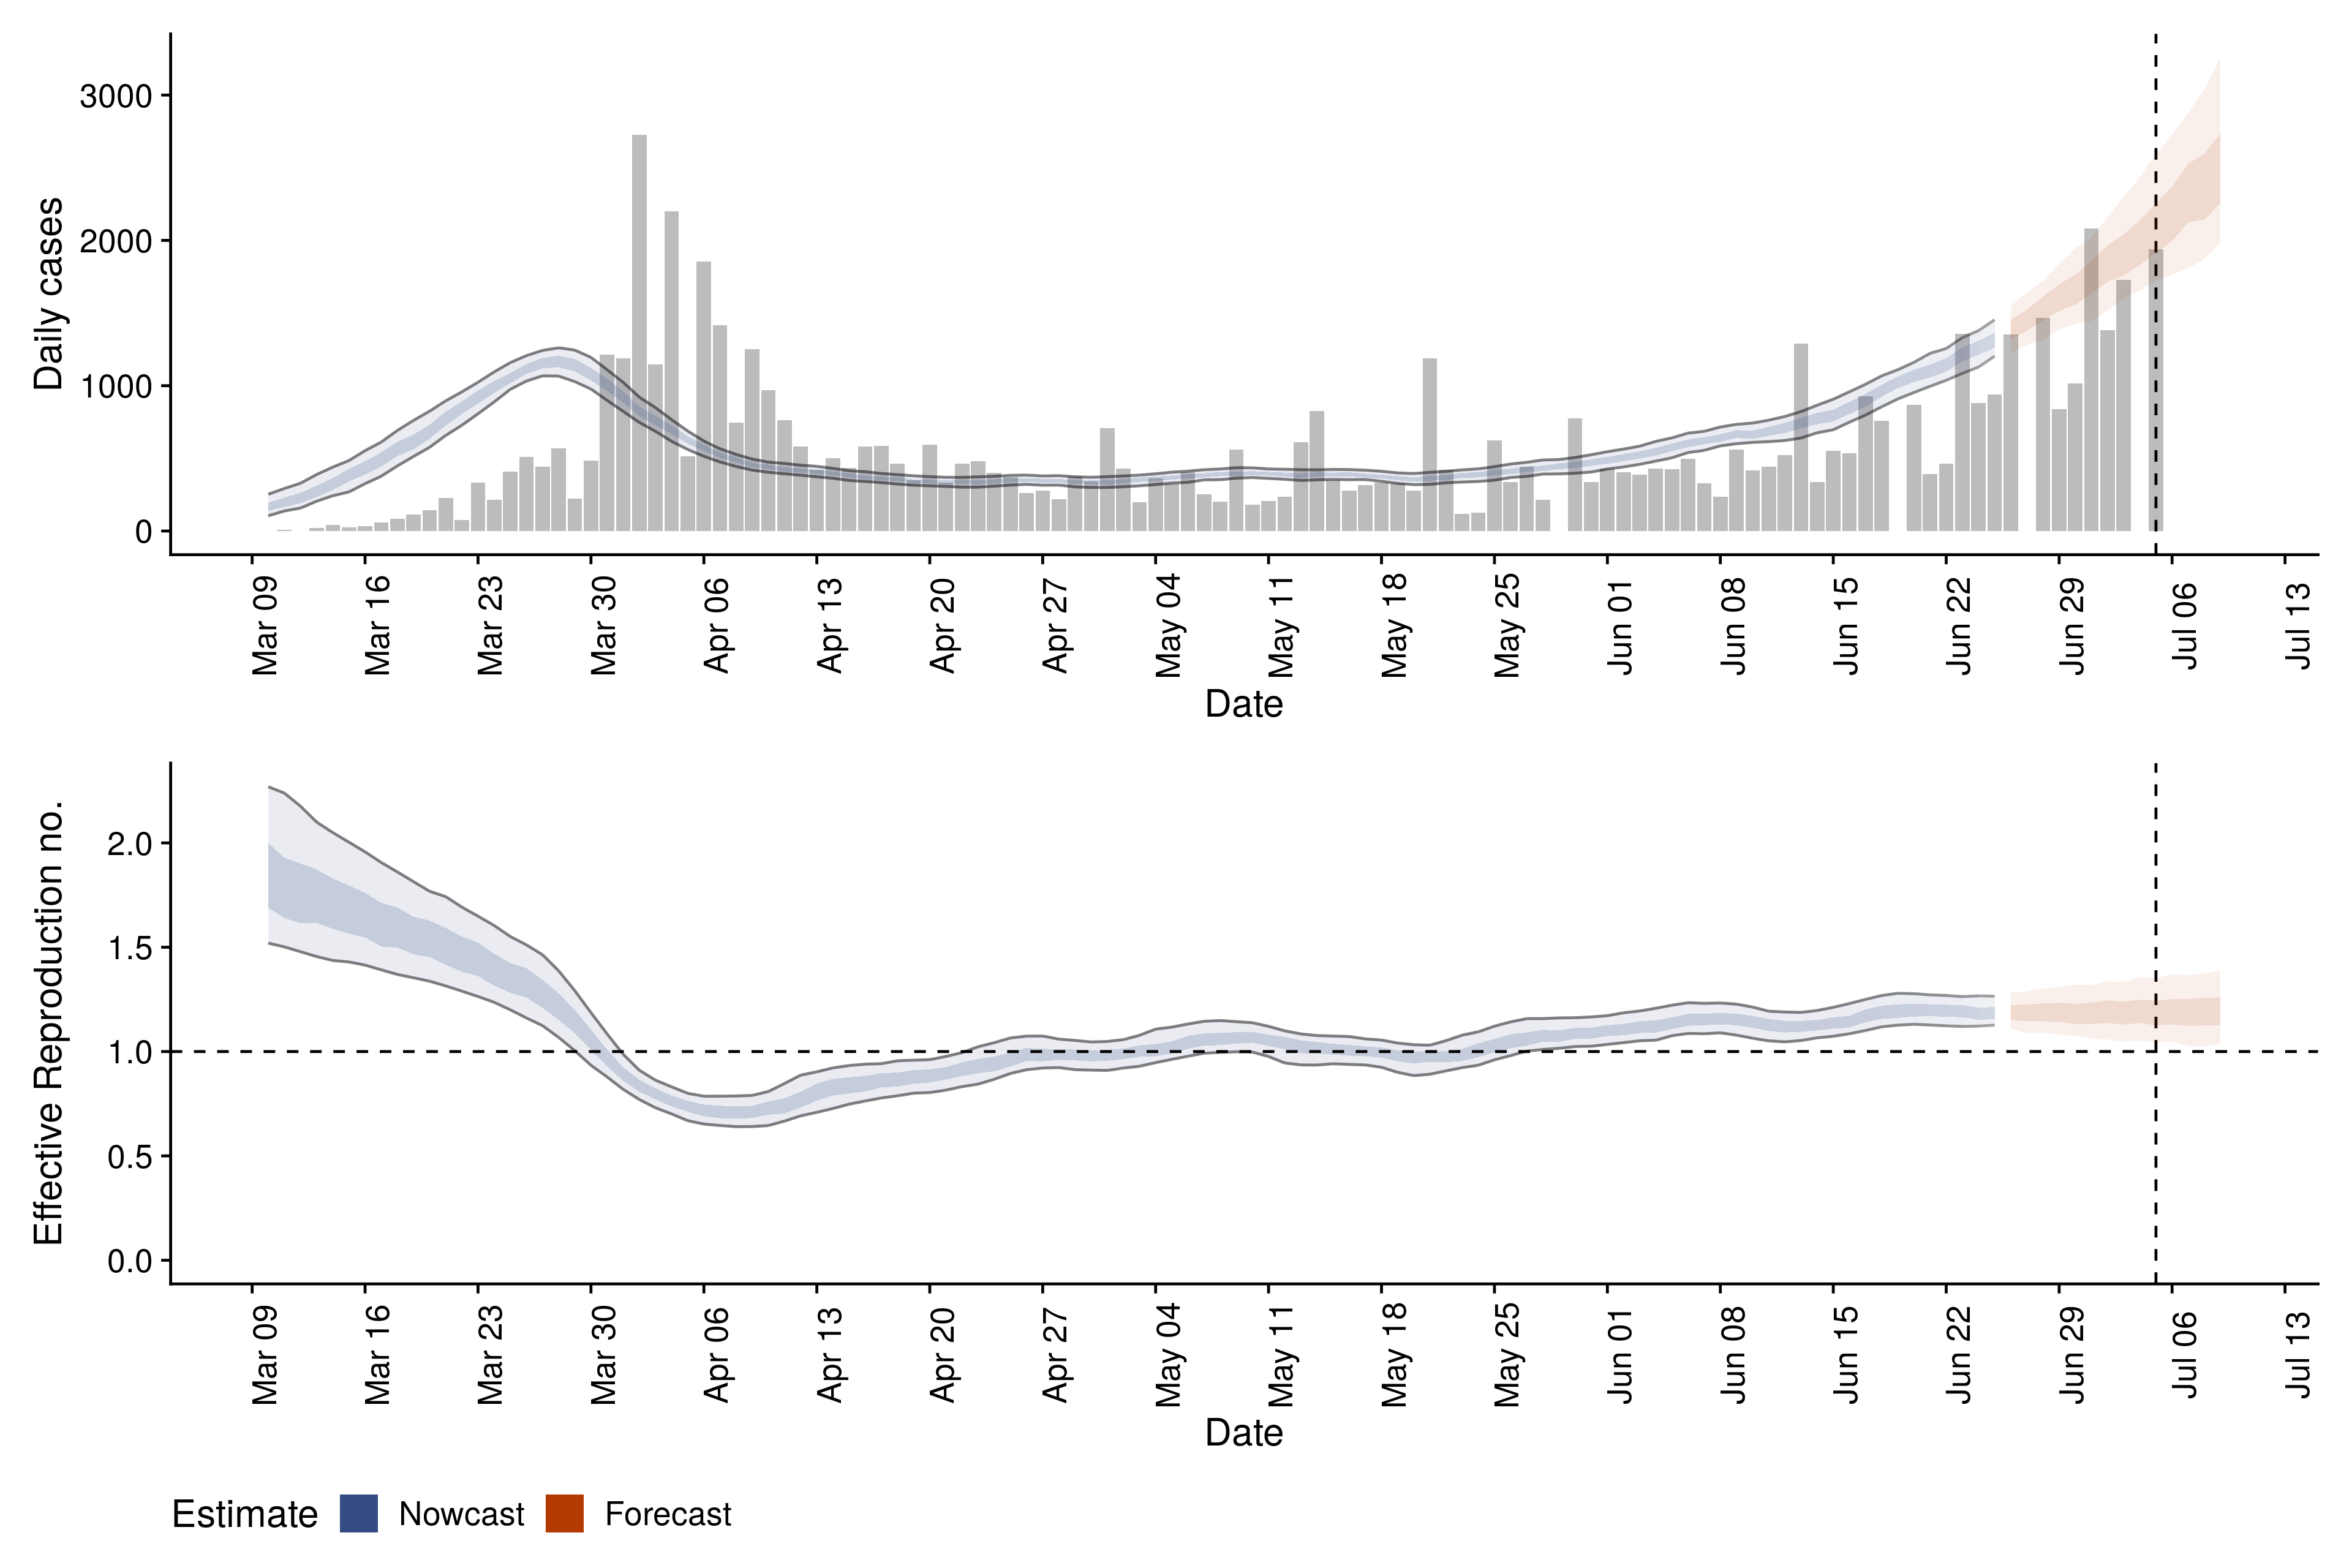 Daily cases
3000
2000
1000
0
Mar 09 Mar 16 Mar 23 Mar 30 Apr 06 Apr 13 Apr 20 Apr 27 May 04 May 11 May 18 May 25 Jun 01 Jun 08 Jun 15 Jun 22 Jun 29 Jul 06 Jul 13
Date
Effective Reproduction no.
2.0
1.5
1.0
0.5
0.0
Mar 09 Mar 16 Mar 23 Mar 30 Apr 06 Apr 13 Apr 20 Apr 27 May 04 May 11 May 18 May 25 Jun 01 Jun 08 Jun 15 Jun 22 Jun 29 Jul 06 Jul 13
Date
Estimate Nowcast Forecast